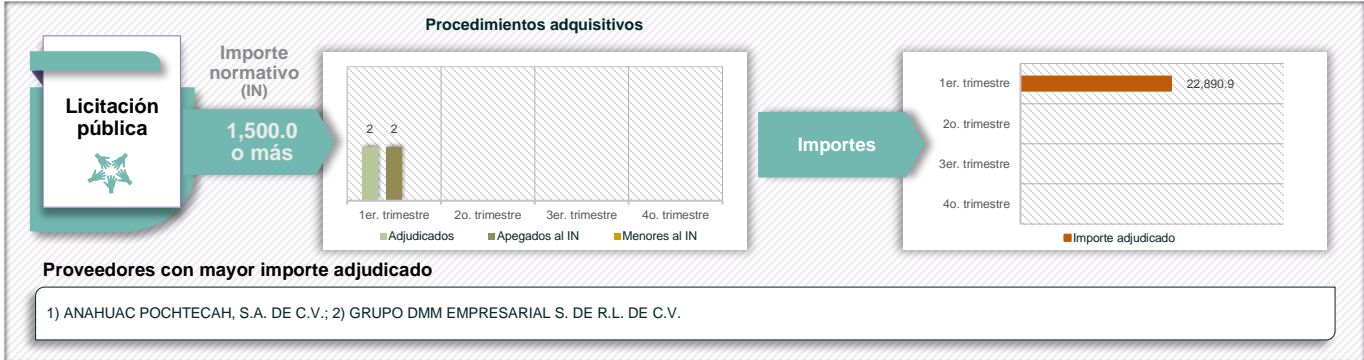 Procedimientos adquisitivos
Licitación
pública
Importe
normativo
(IN)
1,500.0
o más
2 2
1er. trimestre 2o. trimestre 3er. trimestre 4o. trimestre
Adjudicados Apegados al IN Menores al IN
Importes
1er. trimestre 22,890.9
2o. trimestre
3er. trimestre
4o. trimestre
Importe adjudicado
Proveedores con mayor importe adjudicado
1) ANAHUAC POCHTECAH, S.A. DE C.V.; 2) GRUPO DMM EMPRESARIAL S. DE R.L. DE C.V.